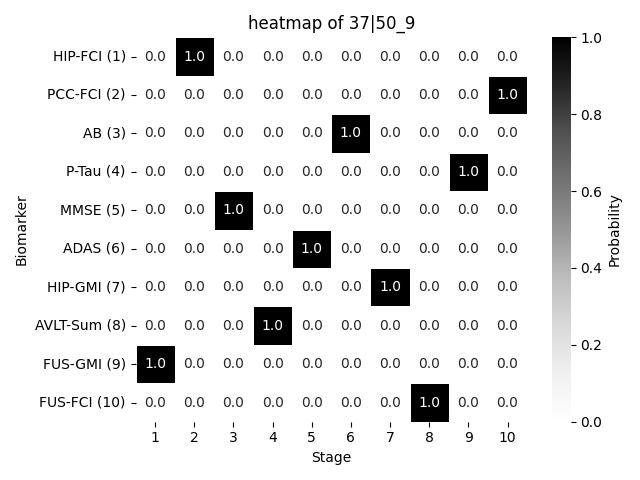 heatmap of 37|50_9
HIP-FCI (1) 0.0 1.0 0.0 0.0 0.0 0.0 0.0 0.0 0.0 0.0
PCC-FCI (2) 0.0 0.0 0.0 0.0 0.0 0.0 0.0 0.0 0.0 1.0
AB (3) 0.0 0.0 0.0 0.0 0.0 1.0 0.0 0.0 0.0 0.0
P-Tau (4) 0.0 0.0 0.0 0.0 0.0 0.0 0.0 0.0 1.0 0.0
MMSE (5) 0.0 0.0 1.0 0.0 0.0 0.0 0.0 0.0 0.0 0.0
ADAS (6) 0.0 0.0 0.0 0.0 1.0 0.0 0.0 0.0 0.0 0.0
HIP-GMI (7) 0.0 0.0 0.0 0.0 0.0 0.0 1.0 0.0 0.0 0.0
AVLT-Sum (8) 0.0 0.0 0.0 1.0 0.0 0.0 0.0 0.0 0.0 0.0
FUS-GMI (9) 1.0 0.0 0.0 0.0 0.0 0.0 0.0 0.0 0.0 0.0
FUS-FCI (10) 0.0 0.0 0.0 0.0 0.0 0.0 0.0 1.0 0.0 0.0
1 2 3 4 5 6 7 8 9 10
Stage
Biomarker
1.0
0.8
0.6
0.4
0.2
0.0
Probability